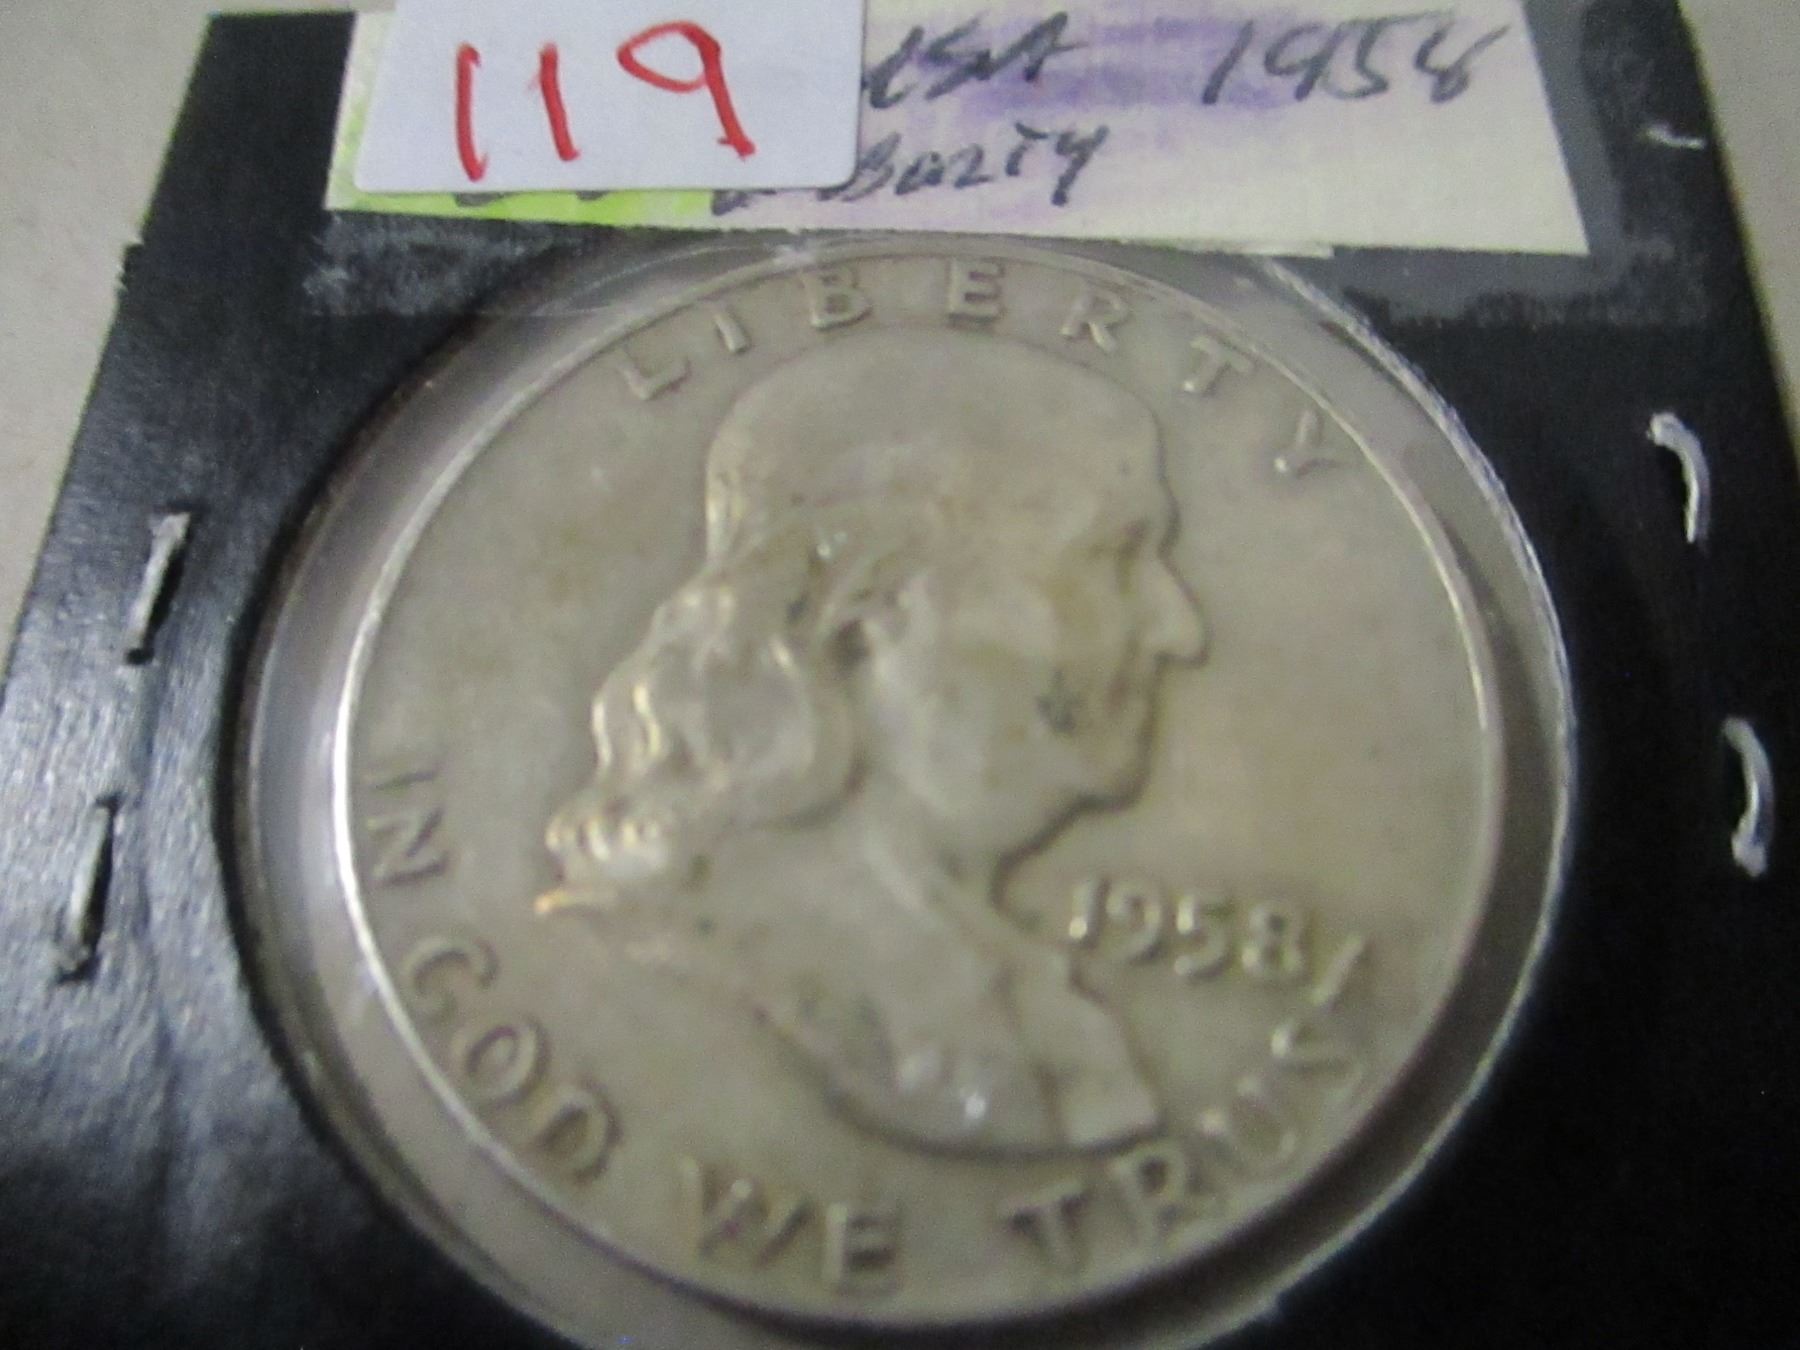 119
USA 1958
LIBERTY
1958
IN GOD WE TRUST